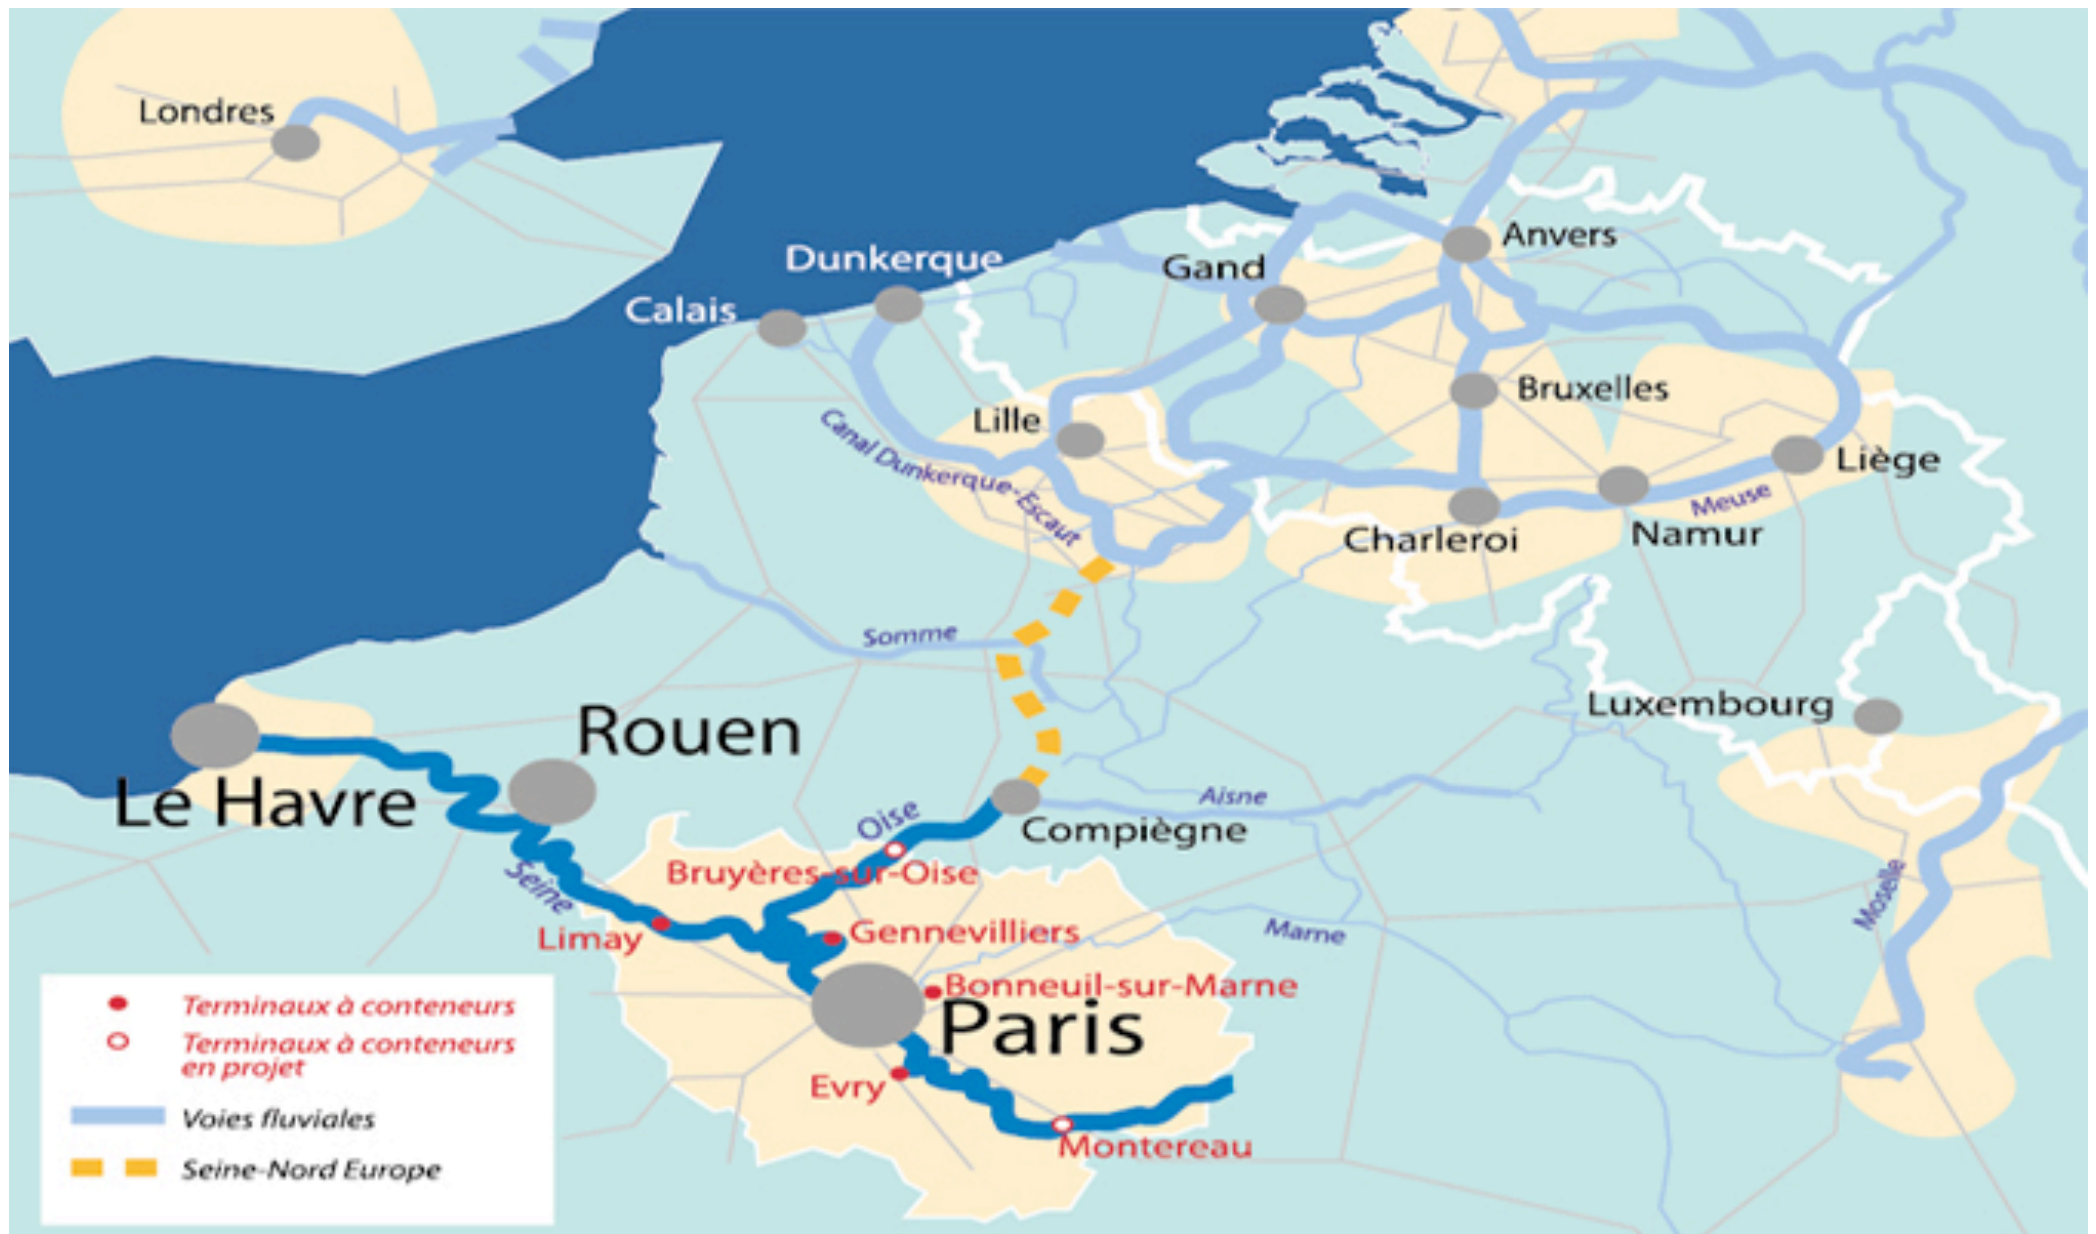 Londres
Anvers
Dunkerque
Gand
Calais
Bruxelles
Lille
Liège
Canal Dunkerque-Escaut
Meuse
Charleroi
Namur
Somme
Luxembourg
Rouen
Le Havre
Aisne
Oise
Compiègne
Bruyères-sur-Oise
Seine
Moselle
Limay
Gennevilliers
Marne
Bonneuil-sur-Marne
Paris
Evry
Montereau
Terminaux à conteneurs
Terminaux à conteneurs
en projet
Voies fluviales
Seine-Nord Europe